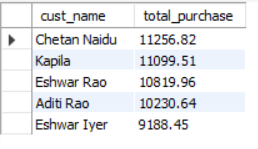 cust_name total_purchase
Chetan Naidu 11256.82
Kapila 11099.51
Eshwar Rao 10819.96
Aditi Rao 10230.64
Eshwar Iyer 9188.45